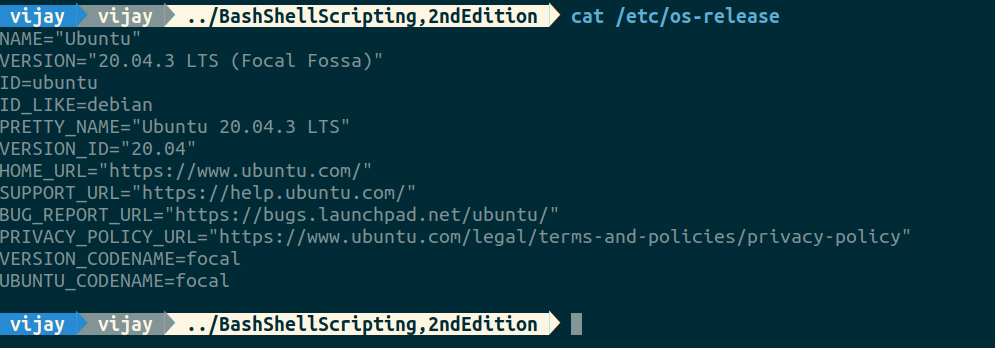 vijay vijay ../BashShellScripting,2ndEdition cat /etc/os-release
NAME="Ubuntu"
VERSION="20.04.3 LTS (Focal Fossa)"
ID=ubuntu
ID_LIKE=debian
PRETTY_NAME="Ubuntu 20.04.3 LTS"
VERSION_ID="20.04"
HOME_URL="https://www.ubuntu.com/"
SUPPORT_URL="https://help.ubuntu.com/"
BUG_REPORT_URL="https://bugs.launchpad.net/ubuntu/"
PRIVACY_POLICY_URL="https://www.ubuntu.com/legal/terms-and-policies/privacy-policy"
VERSION_CODENAME=focal
UBUNTU_CODENAME=focal
vijay vijay ../BashShellScripting,2ndEdition